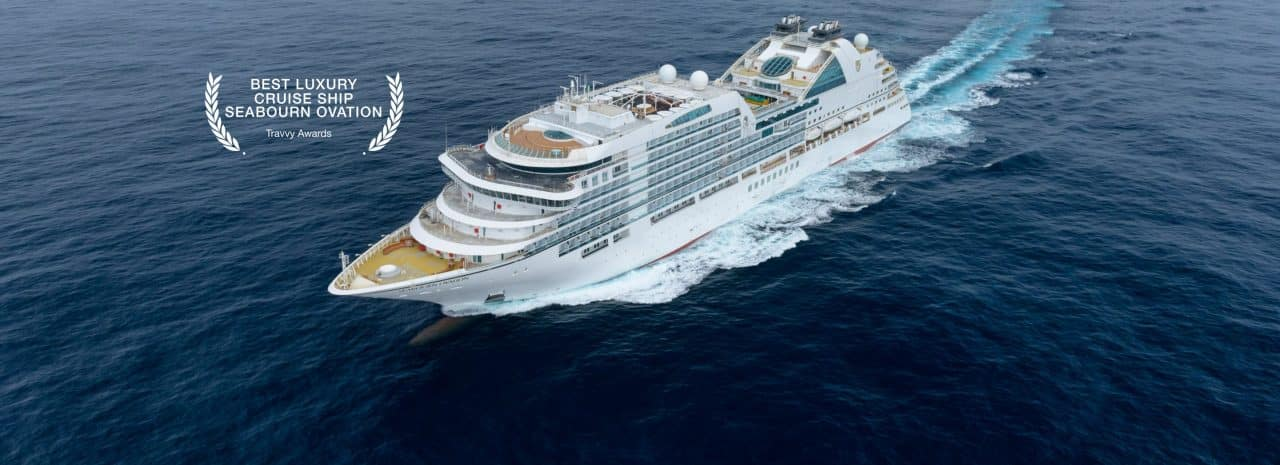 BEST LUXURY
CRUISE SHIP
SEABOURN OVATION
Travvy Awards